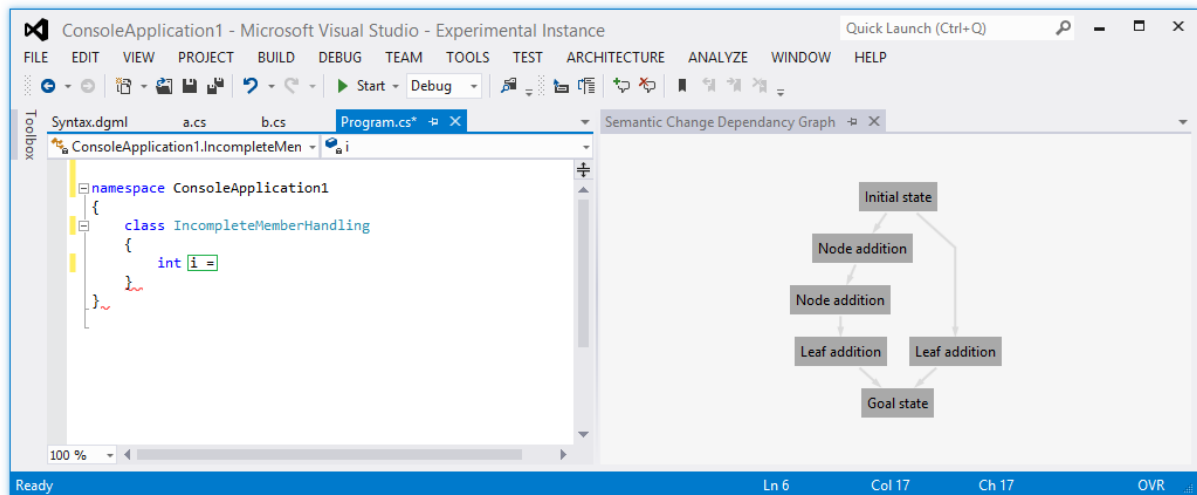 ConsoleApplication1 - Microsoft Visual Studio - Experimental Instance
Quick Launch (Ctrl+Q)
FILE EDIT VIEW PROJECT BUILD DEBUG TEAM TOOLS TEST ARCHITECTURE ANALYZE WINDOW HELP
Start Debug
Toolbox
Syntax.dgml a.cs b.cs Program.cs*
Semantic Change Dependancy Graph
ConsoleApplication1.IncompleteMen i
namespace ConsoleApplication1
{
class IncompleteMemberHandling
{
int i =
}
}
100 %
Initial state
Node addition
Node addition
Leaf addition Leaf addition
Goal state
Ready Ln 6 Col 17 Ch 17 OVR